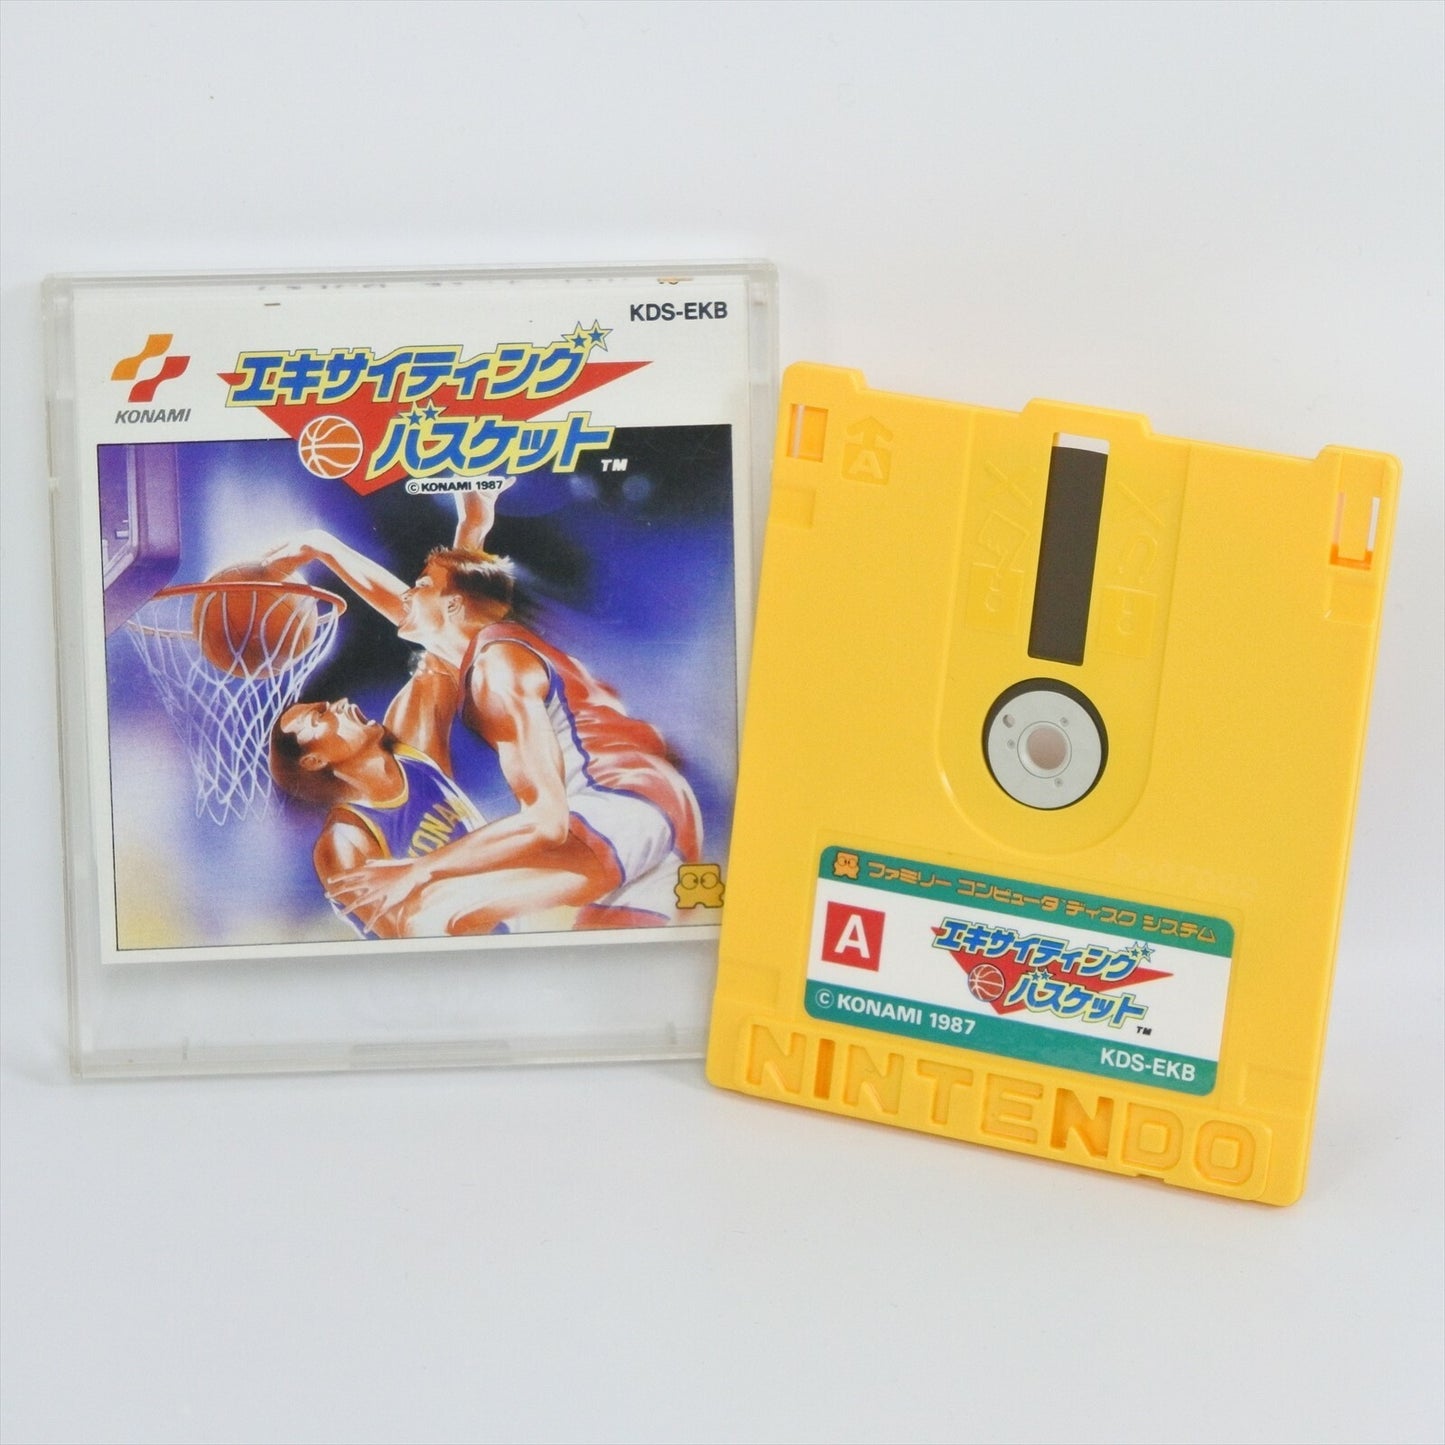 KDS-EKB
KONAMI
エキサイティング
バスケット TM
© KONAMI 1987
KONAM
A
ファミリー コンピュータ ディスク システム
A
エキサイティング
バスケット TM
© KONAMI 1987
KDS-EKB
NINTENDO